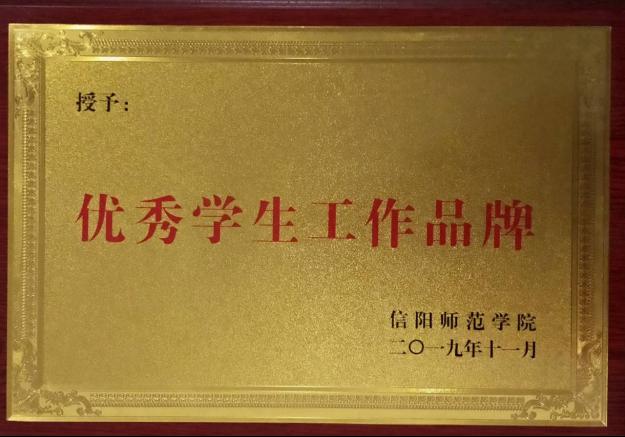 授予：
优秀学生工作品牌
信阳师范学院
二〇一九年十一月